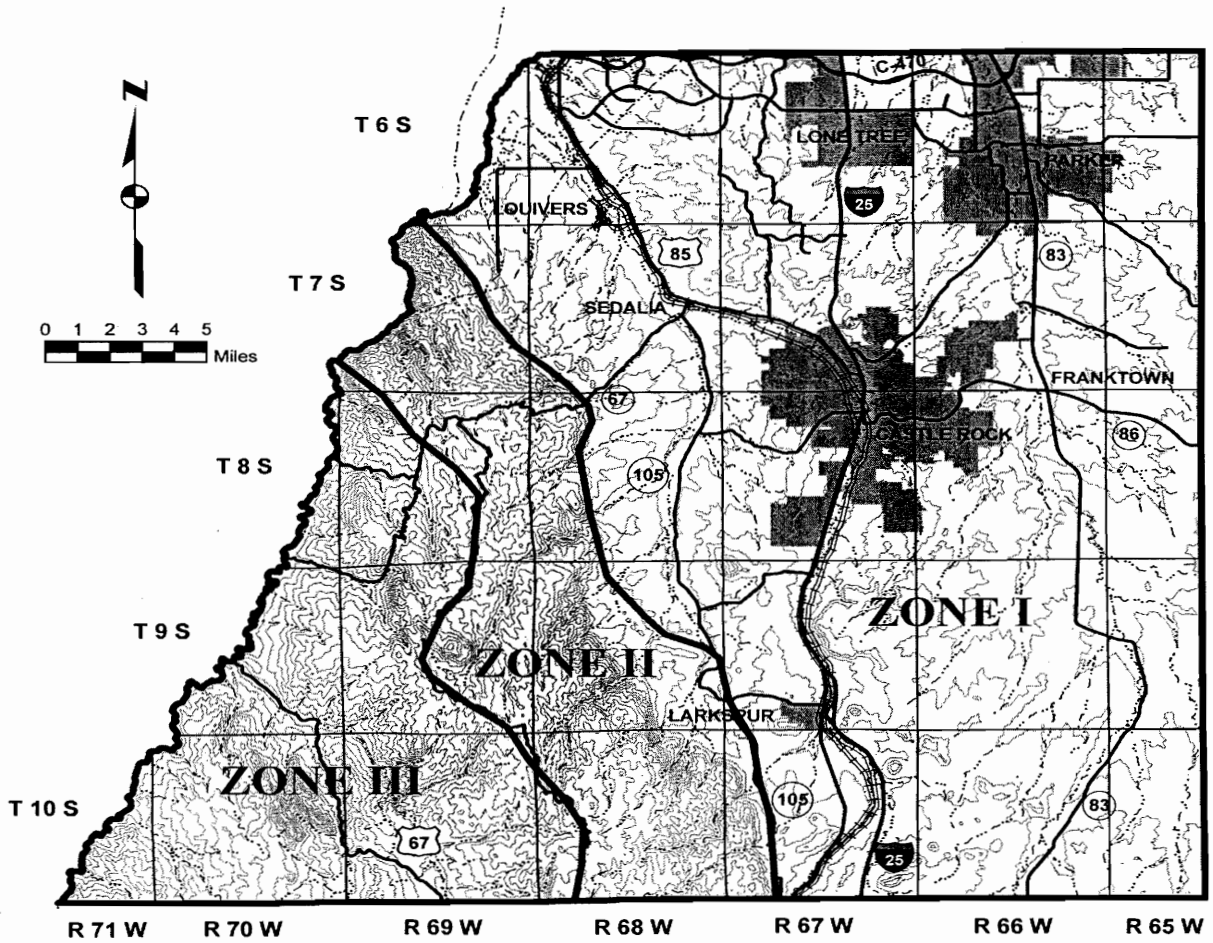 N
T 6 S
C-470
LONE TREE
PARKER
25
LOUIVERS
85
83
T 7 S
SEDALIA
0 1 2 3 4 5
Miles
FRANKTOWN
67
86
CASTLE ROCK
T 8 S
105
ZONE I
T 9 S
ZONE II
LARKSPUR
ZONE III
T 10 S
105
83
67
25
R 71 W R 70 W R 69 W R 68 W R 67 W R 66 W R 65 W